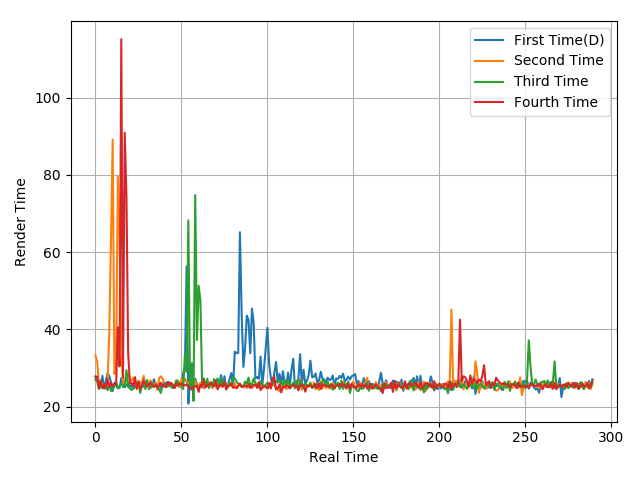 First Time(D)
Second Time
Third Time
Fourth Time
100
80
60
40
20
Render Time
0
50
100
150
200
250
300
Real Time